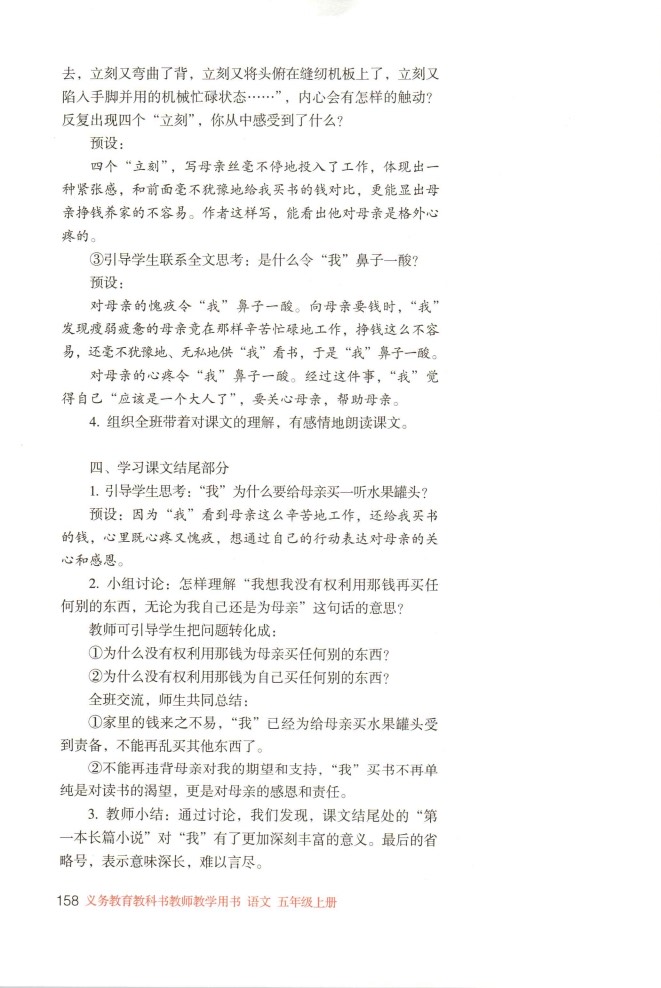 去，立刻又弯曲了背，立刻又将头俯在缝纫机板上了，立刻又
陷入手脚并用的机械忙碌状态……”，内心会有怎样的触动？
反复出现四个“立刻”，你从中感受到了什么？
预设：
四个“立刻”，写母亲丝毫不停地投入了工作，体现出一
种紧张感，和前面毫不犹豫地给我买书的钱对比，更能显出母
亲挣钱养家的不容易。作者这样写，能看出他对母亲是格外心
疼的。
③引导学生联系全文思考：是什么令“我”鼻子一酸？
预设：
对母亲的愧疚令“我”鼻子一酸。向母亲要钱时，“我”
发现瘦弱疲惫的母亲竟在那样辛苦忙碌地工作，挣钱这么不容
易，还毫不犹豫地、无私地供“我”看书，于是“我”鼻子一酸。
对母亲的心疼令“我”鼻子一酸。经过这件事，“我”觉
得自己“应该是一个大人了”，要关心母亲，帮助母亲。
4. 组织全班带着对课文的理解，有感情地朗读课文。
四、学习课文结尾部分
1. 引导学生思考：“我”为什么要给母亲买一听水果罐头？
预设：因为“我”看到母亲这么辛苦地工作，还给我买书
的钱，心里既心疼又愧疚，想通过自己的行动表达对母亲的关
心和感恩。
2. 小组讨论：怎样理解“我想我没有权利用那钱再买任
何别的东西，无论为我自己还是为母亲”这句话的意思？
教师可引导学生把问题转化成：
①为什么没有权利用那钱为母亲买任何别的东西？
②为什么没有权利用那钱为自己买任何别的东西？
全班交流，师生共同总结：
①家里的钱来之不易，“我”已经为给母亲买水果罐头受
到责备，不能再乱买其他东西了。
②不能再违背母亲对我的期望和支持，“我”买书不再单
纯是对读书的渴望，更是对母亲的感恩和责任。
3. 教师小结：通过讨论，我们发现，课文结尾处的“第
一本长篇小说”对“我”有了更加深刻丰富的意义。最后的省
略号，表示意味深长，难以言尽。
158 义务教育教科书教师教学用书 语文 五年级上册